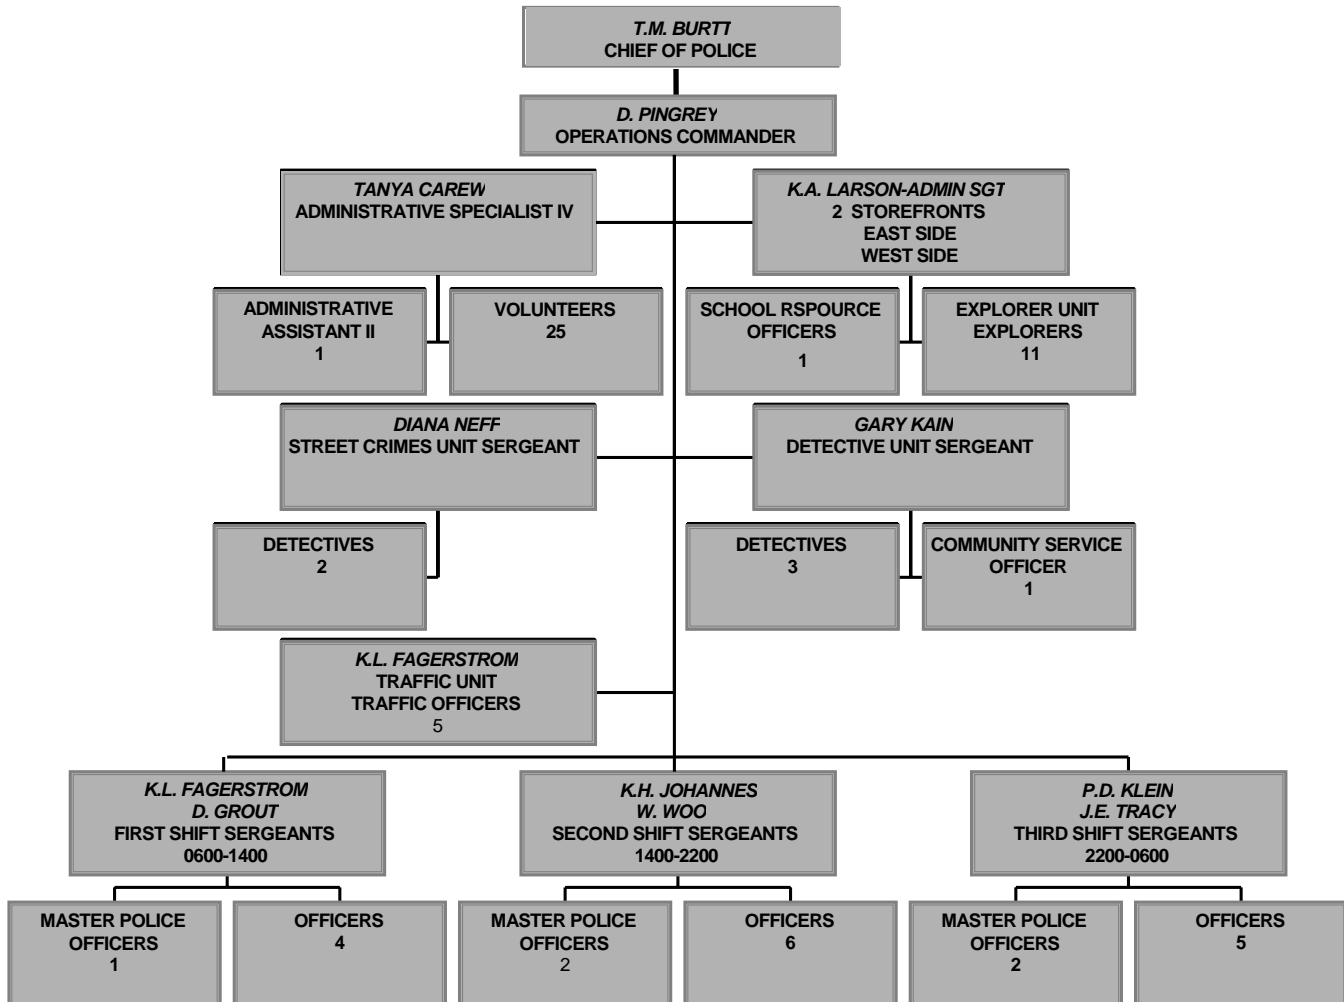 T.M. BURTT
CHIEF OF POLICE
D. PINGREY
OPERATIONS COMMANDER
TANYA CAREW
ADMINISTRATIVE SPECIALIST IV
K.A. LARSON-ADMIN SGT
2 STOREFRONTS
EAST SIDE
WEST SIDE
ADMINISTRATIVE
ASSISTANT II
1
VOLUNTEERS
25
SCHOOL RSPOURCE
OFFICERS
1
EXPLORER UNIT
EXPLORERS
11
DIANA NEFF
STREET CRIMES UNIT SERGEANT
GARY KAIN
DETECTIVE UNIT SERGEANT
DETECTIVES
2
DETECTIVES
3
COMMUNITY SERVICE
OFFICER
1
K.L. FAGERSTROM
TRAFFIC UNIT
TRAFFIC OFFICERS
5
K.L. FAGERSTROM
D. GROUT
FIRST SHIFT SERGEANTS
0600-1400
K.H. JOHANNES
W. WOO
SECOND SHIFT SERGEANTS
1400-2200
P.D. KLEIN
J.E. TRACY
THIRD SHIFT SERGEANTS
2200-0600
MASTER POLICE
OFFICERS
1
OFFICERS
4
MASTER POLICE
OFFICERS
2
OFFICERS
6
MASTER POLICE
OFFICERS
2
OFFICERS
5